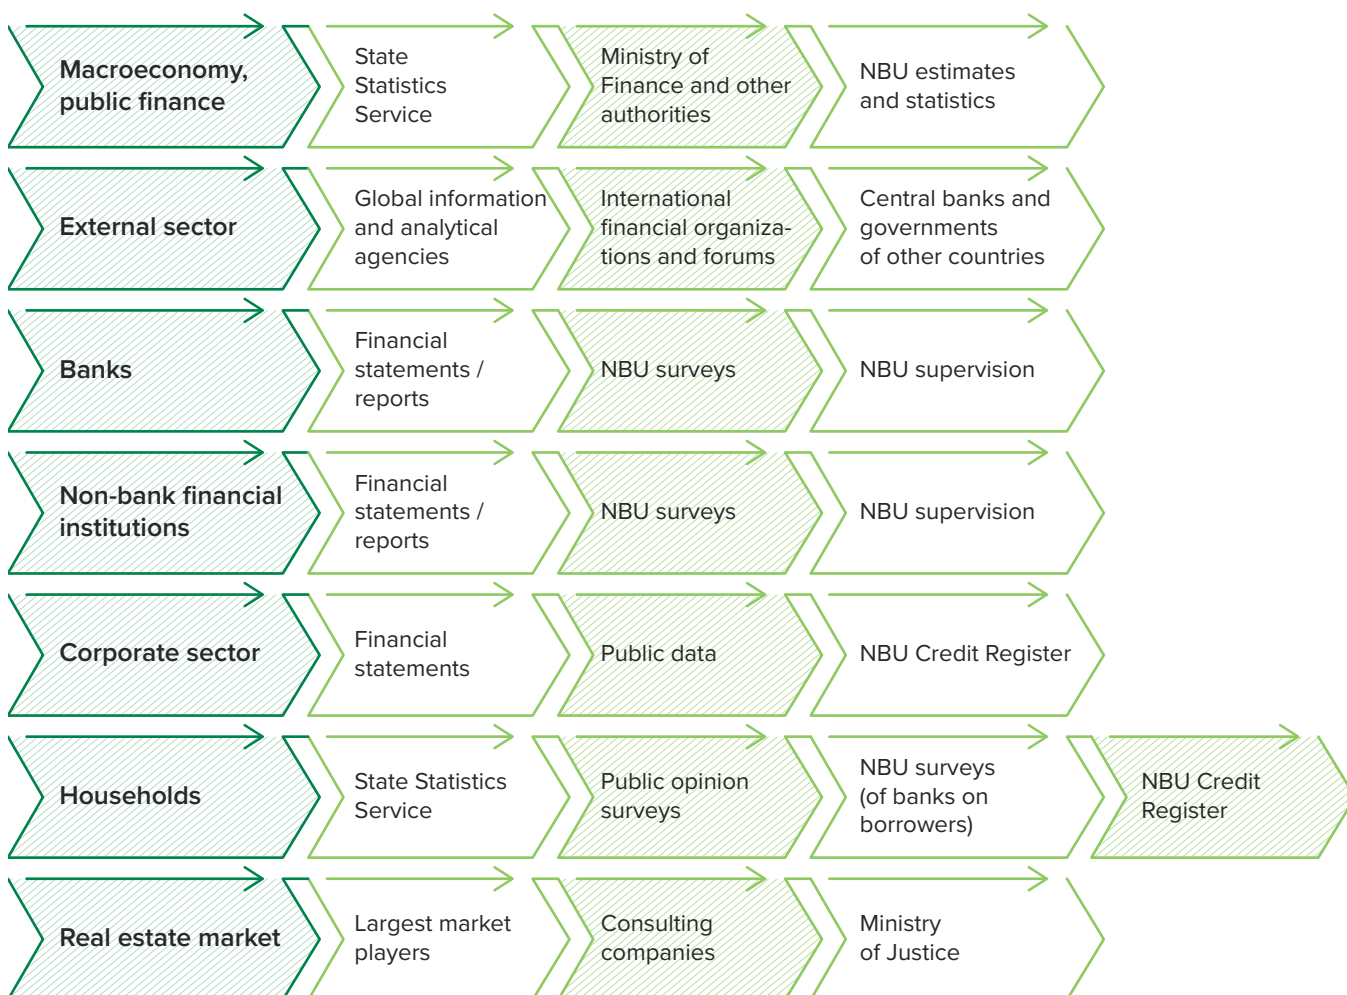 Macroeconomy,
public finance
State
Statistics
Service
Ministry of
Finance and other
authorities
NBU estimates
and statistics
External sector
Global information
and analytical
agencies
International
financial organiza-
tions and forums
Central banks and
governments
of other countries
Banks
Financial
statements /
reports
NBU surveys
NBU supervision
Non-bank financial
institutions
Financial
statements /
reports
NBU surveys
NBU supervision
Corporate sector
Financial
statements
Public data
NBU Credit Register
Households
State Statistics
Service
Public opinion
surveys
NBU surveys
(of banks on
borrowers)
NBU Credit
Register
Real estate market
Largest market
players
Consulting
companies
Ministry
of Justice